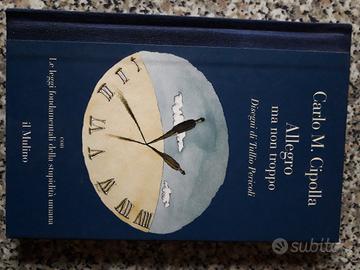 Carlo M. Cipolla
Allegro
ma non troppo
Disegni di Tullio Pericoli
con
Le leggi fondamentali della stupidità umana
il Mulino
subito